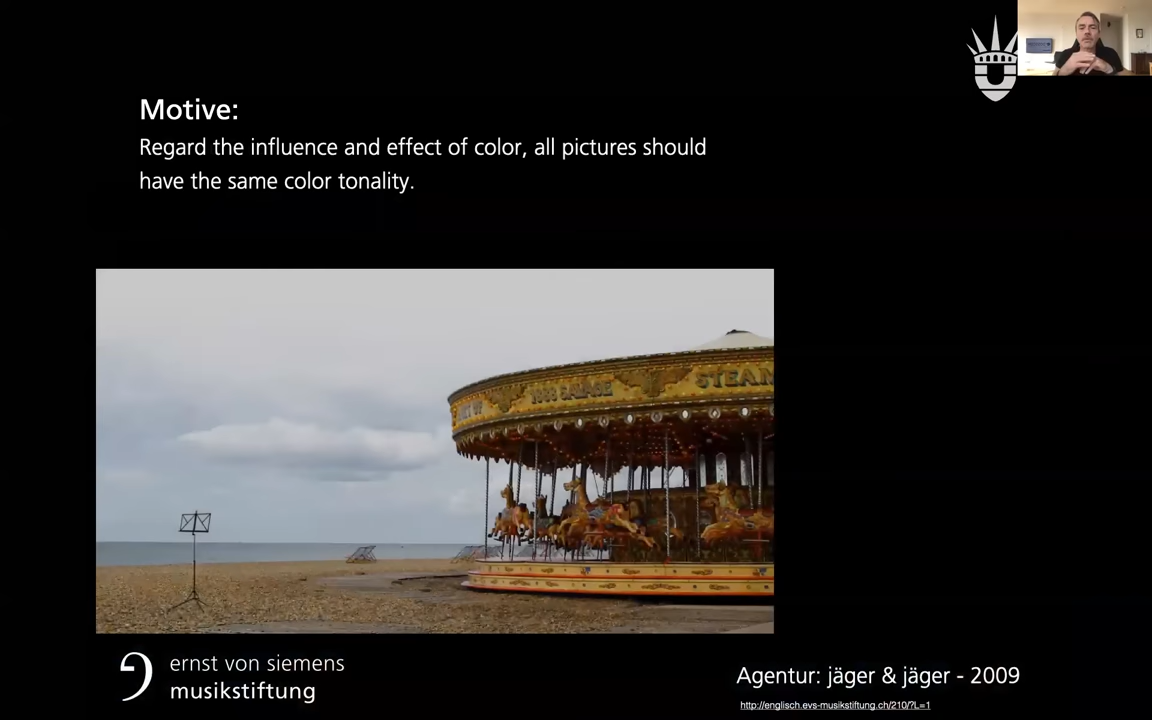 Motive:
Regard the influence and effect of color, all pictures should
have the same color tonality.
STEAM
ernst von siemens
musikstiftung
Agentur: jäger & jäger - 2009
http://englisch.evs-musikstiftung.ch/210/?L=1